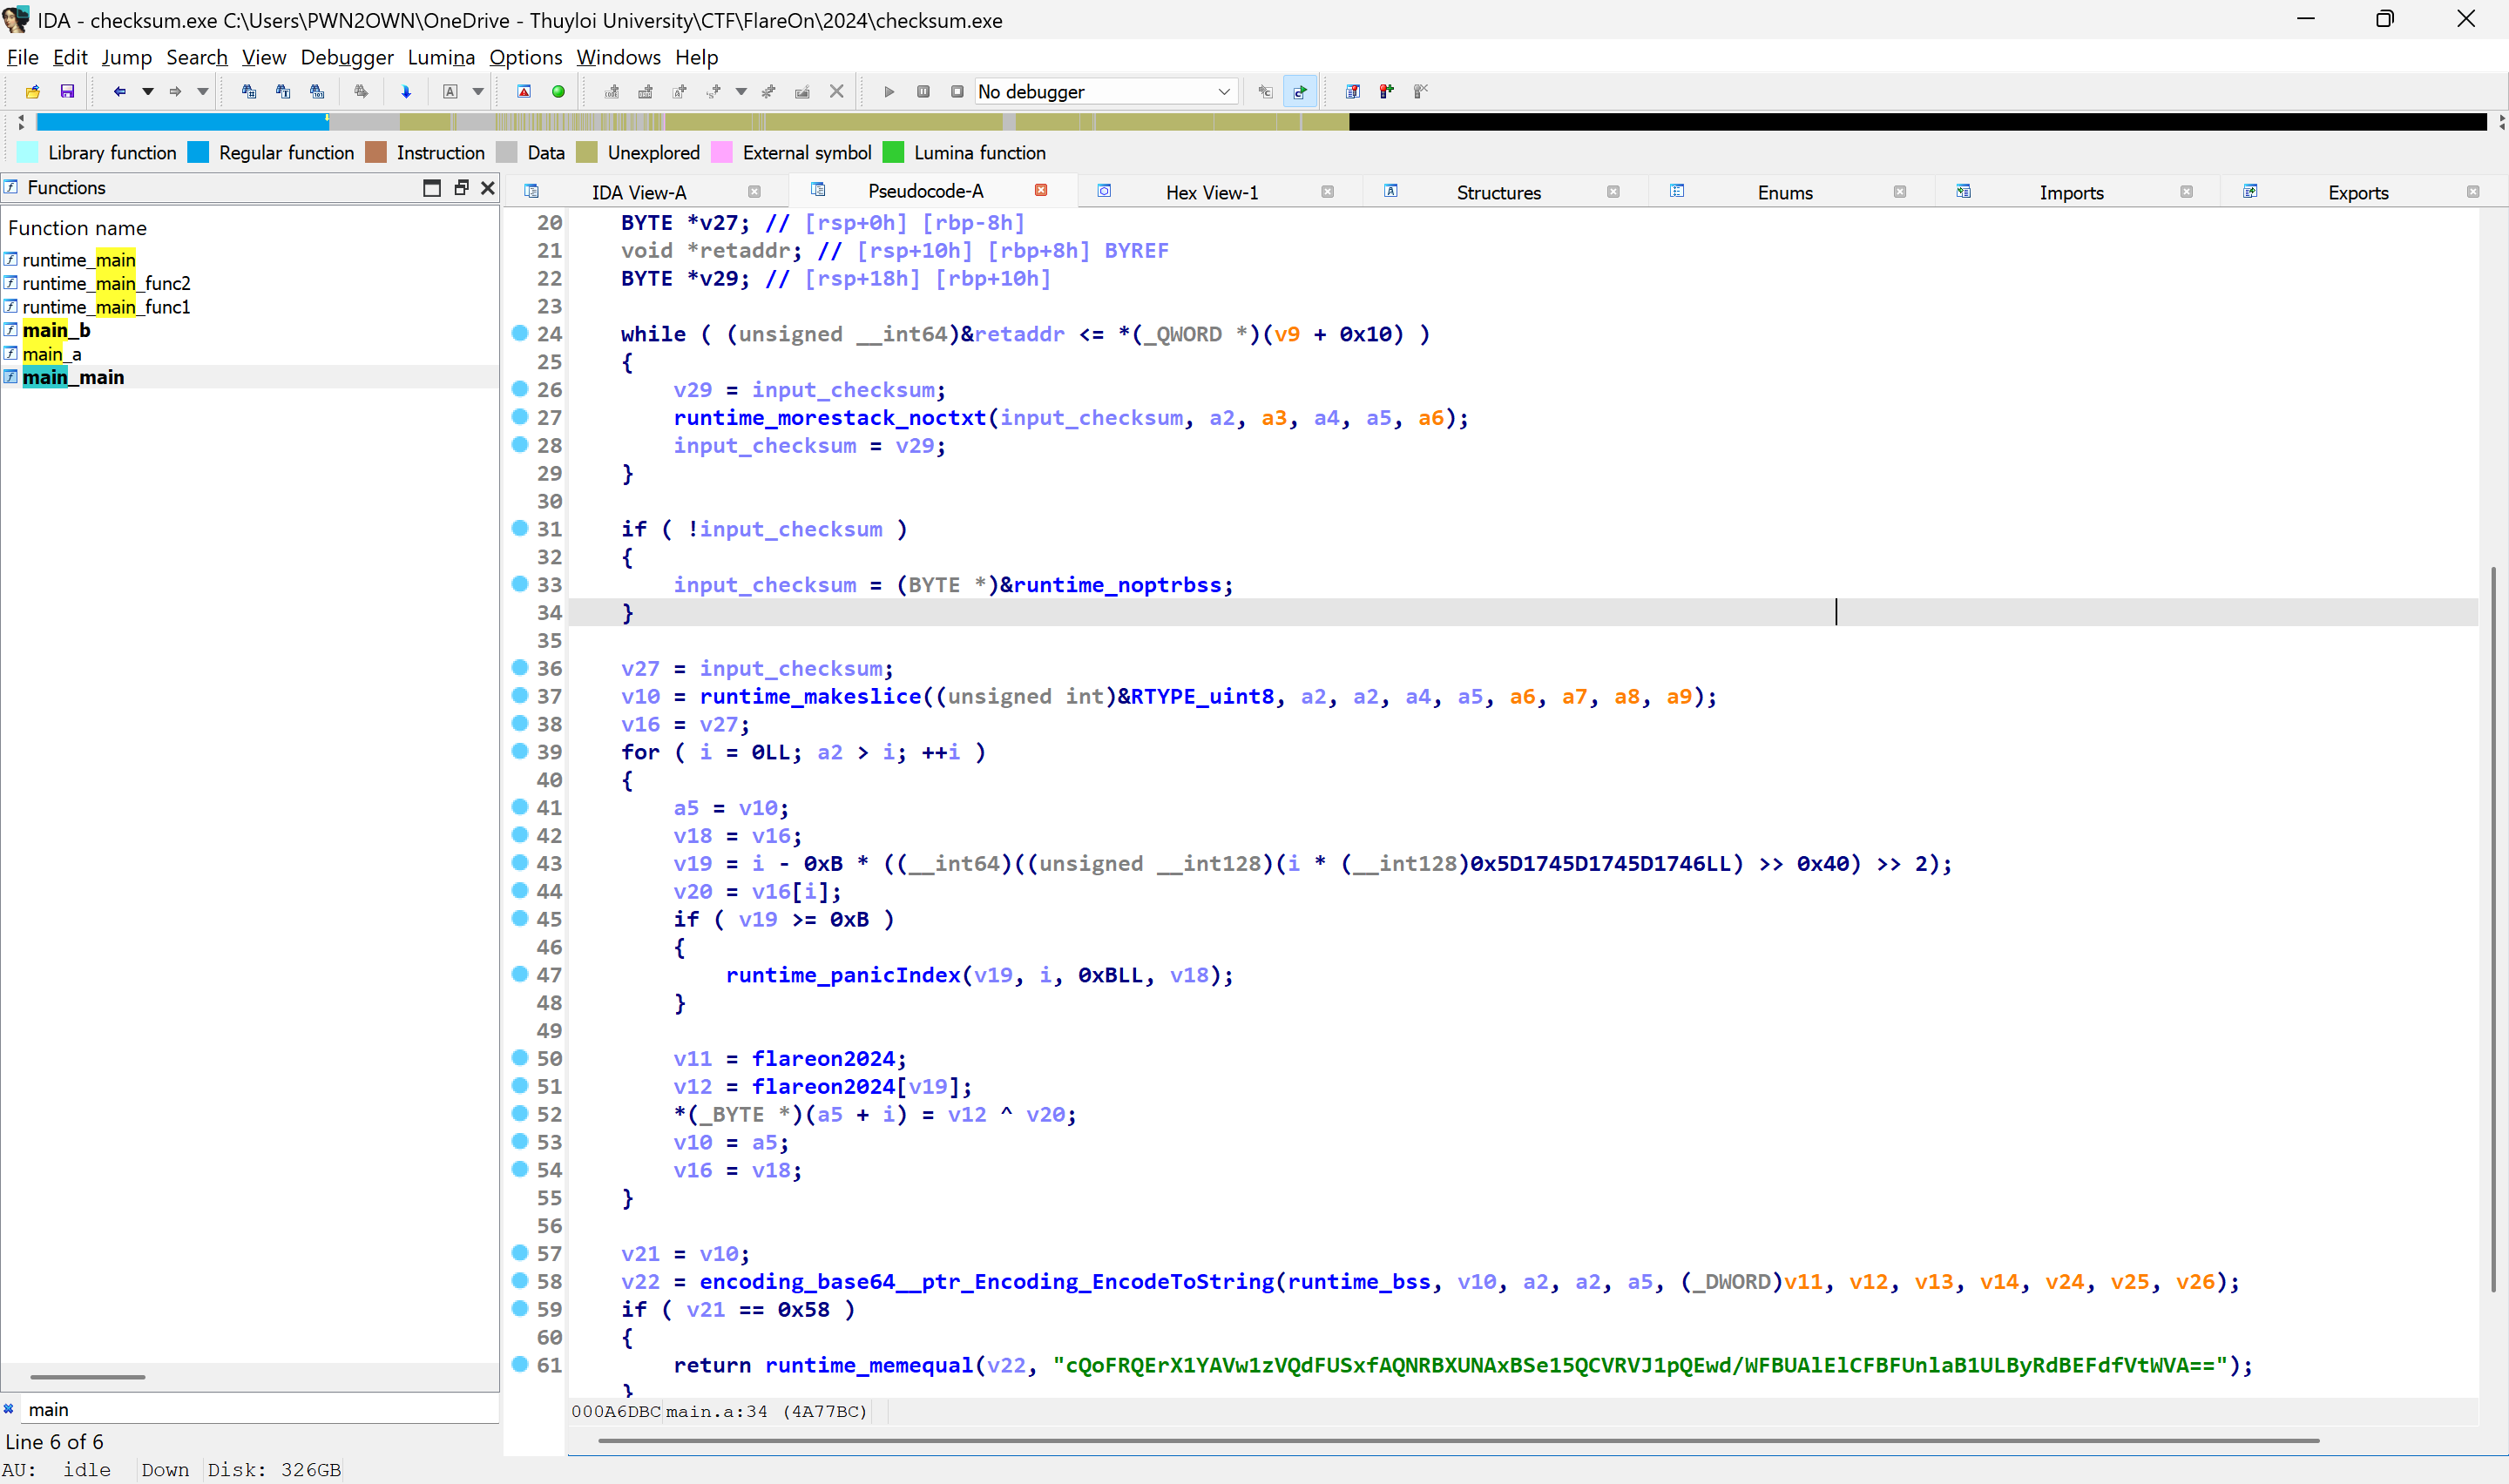 IDA - checksum.exe C:\Users\PWN2OWN\OneDrive - Thuyloi University\CTF\FlareOn\2024\checksum.exe
File Edit Jump Search View Debugger Lumina Options Windows Help
No debugger
Library function Regular function Instruction Data Unexplored External symbol Lumina function
Functions
Function name
runtime_main
runtime_main_func2
runtime_main_func1
main_b
main_a
main_main
main
Line 6 of 6
IDA View-A Pseudocode-A Hex View-1 Structures Enums Imports Exports
20 BYTE *v27; // [rsp+0h] [rbp-8h]
21 void *retaddr; // [rsp+10h] [rbp+8h] BYREF
22 BYTE *v29; // [rsp+18h] [rbp+10h]
23
24 while ( (unsigned __int64)&retaddr <= *(_QWORD *)(v9 + 0x10) )
25 {
26 v29 = input_checksum;
27 runtime_morestack_noctxt(input_checksum, a2, a3, a4, a5, a6);
28 input_checksum = v29;
29 }
30
31 if ( !input_checksum )
32 {
33 input_checksum = (BYTE *)&runtime_noptrbss;
34 }
35
36 v27 = input_checksum;
37 v10 = runtime_makeslice((unsigned int)&RTYPE_uint8, a2, a2, a4, a5, a6, a7, a8, a9);
38 v16 = v27;
39 for ( i = 0LL; a2 > i; ++i )
40 {
41 a5 = v10;
42 v18 = v16;
43 v19 = i - 0xB * ((__int64)((unsigned __int128)(i * (__int128)0x5D1745D1745D1746LL) >> 0x40) >> 2);
44 v20 = v16[i];
45 if ( v19 >= 0xB )
46 {
47 runtime_panicIndex(v19, i, 0xBLL, v18);
48 }
49
50 v11 = flareon2024;
51 v12 = flareon2024[v19];
52 *(_BYTE *)(a5 + i) = v12 ^ v20;
53 v10 = a5;
54 v16 = v18;
55 }
56
57 v21 = v10;
58 v22 = encoding_base64__ptr_Encoding_EncodeToString(runtime_bss, v10, a2, a2, a5, (_DWORD)v11, v12, v13, v14, v24, v25, v26);
59 if ( v21 == 0x58 )
60 {
61 return runtime_memequal(v22, "cQoFRQErX1YAVw1zVQdFUSxfAQNRBXUNAxBSe15QCVRVJ1pQEwd/WFBUAlElCFBFUnlaB1ULByRdBEFdfVtWVA==");
}
000A6DBC main.a:34 (4A77BC)
AU: idle Down Disk: 326GB